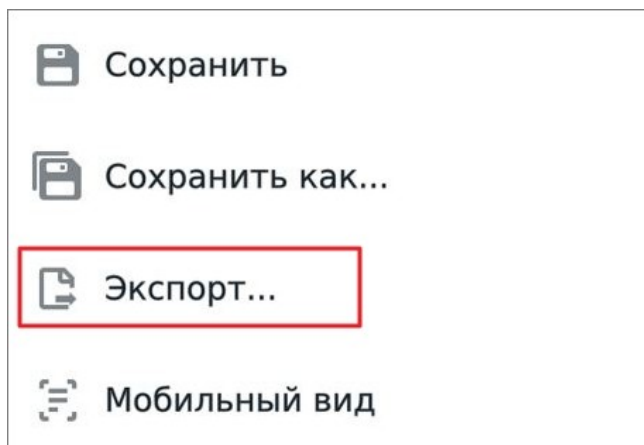 Сохранить
Сохранить как...
Экспорт...
Мобильный вид